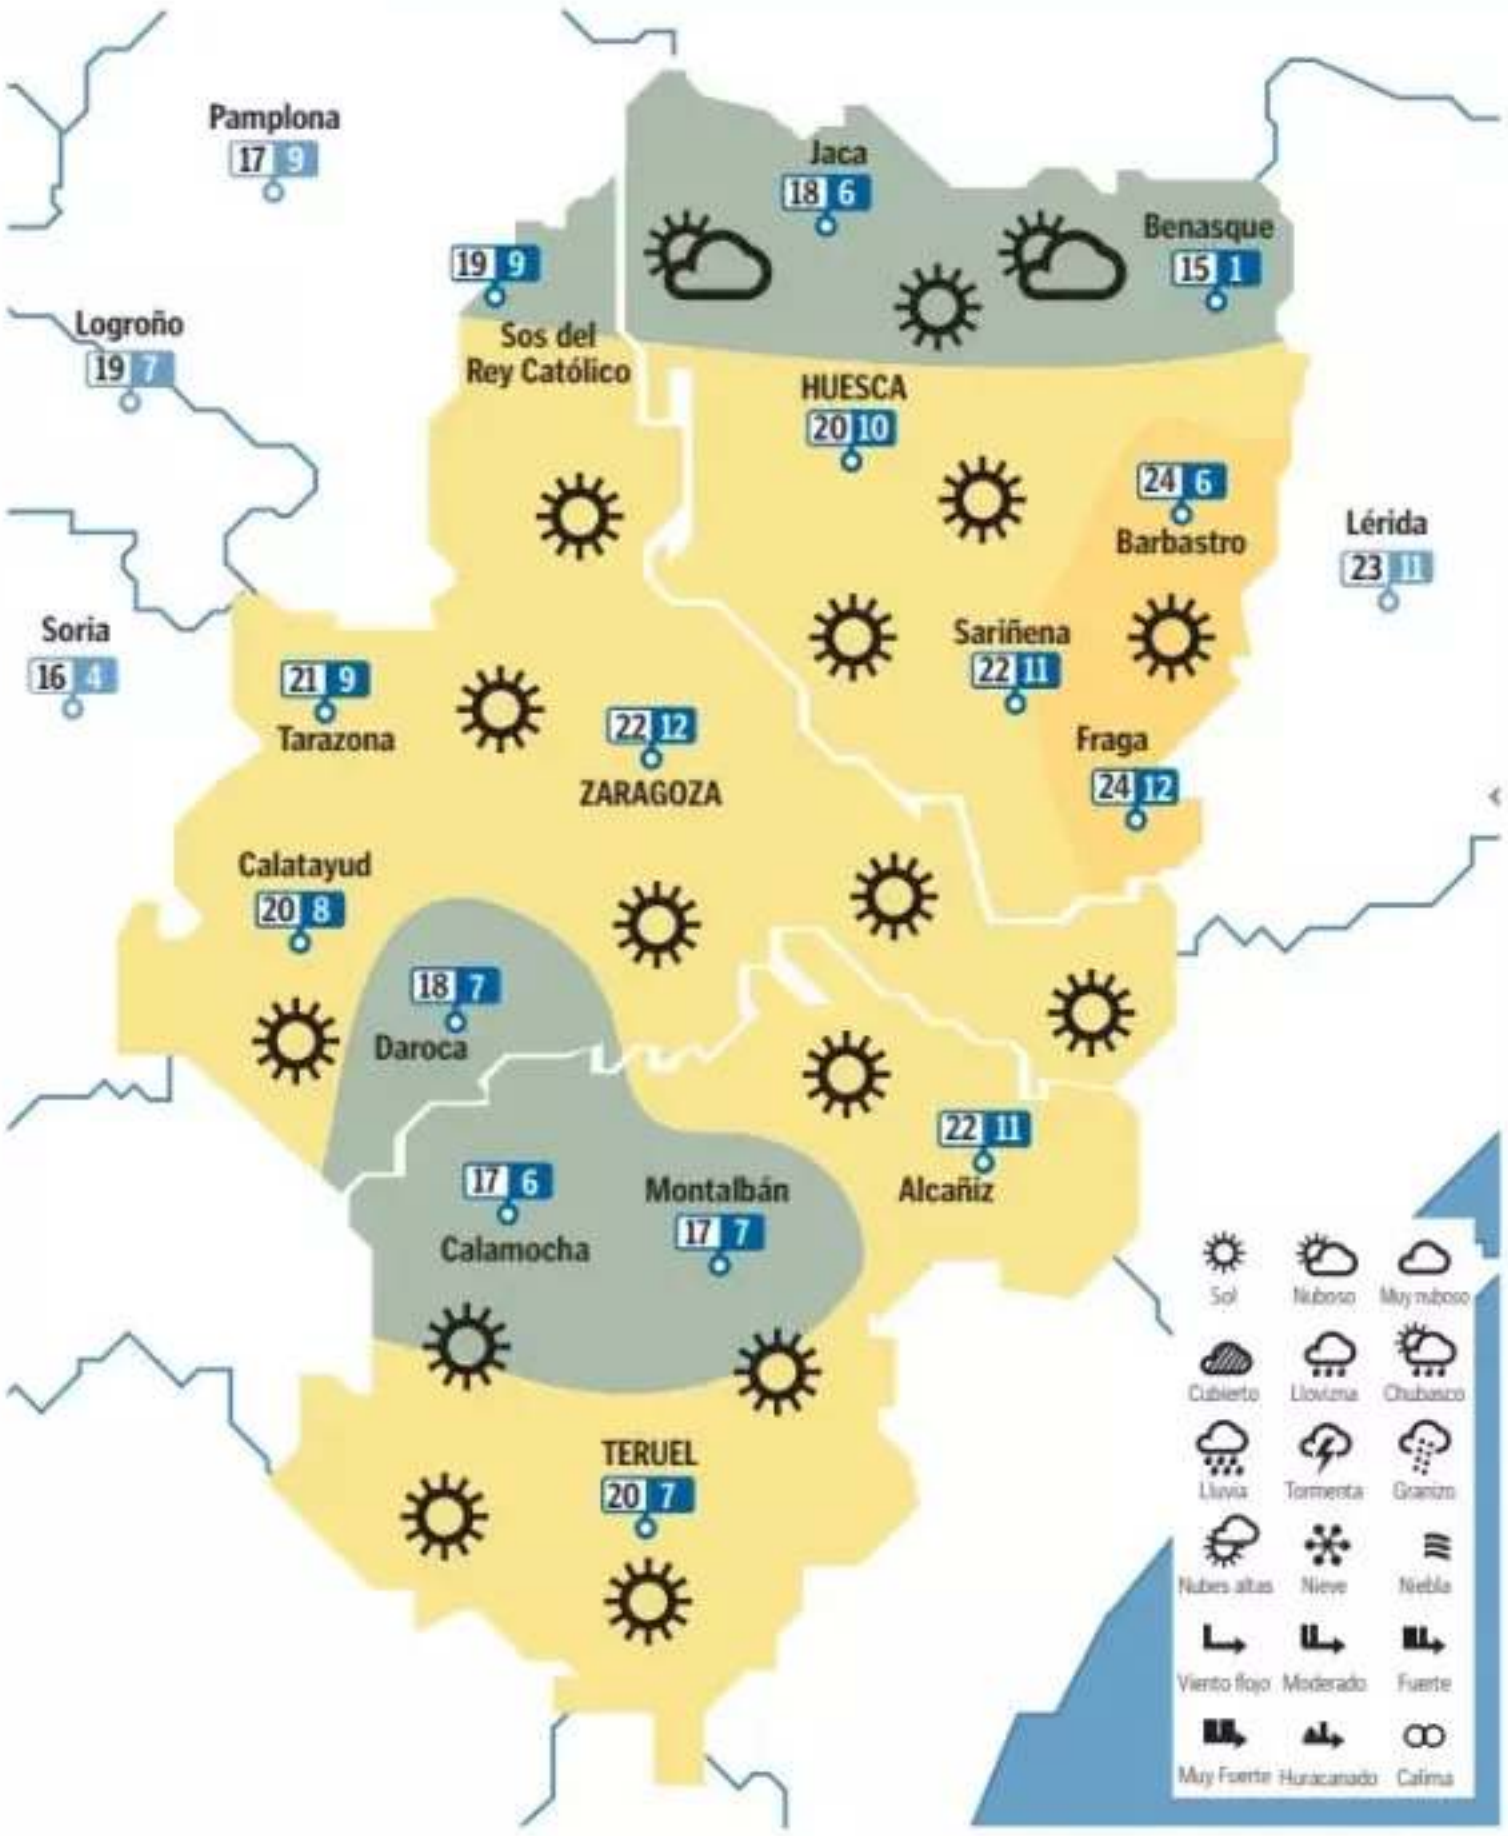 Pamplona
17 9
Jaca
18 6
Benasque
15 1
19 9
Sos del
Rey Católico
Logroño
19 7
HUESCA
20 10
24 6
Barbastro
Lérida
23 11
Soria
16 4
Sariñena
22 11
21 9
Tarazona
22 12
ZARAGOZA
Fraga
24 12
Calatayud
20 8
18 7
Daroca
22 11
Alcañiz
17 6
Calamocha
Montalbán
17 7
TERUEL
20 7
Sol Nuboso Muy nuboso
Cubierto Llovizna Chubasco
Lluvia Tormenta Granizo
Nubes altas Nieve Niebla
Viento flojo Moderado Fuerte
Muy Fuerte Huracanado Calima